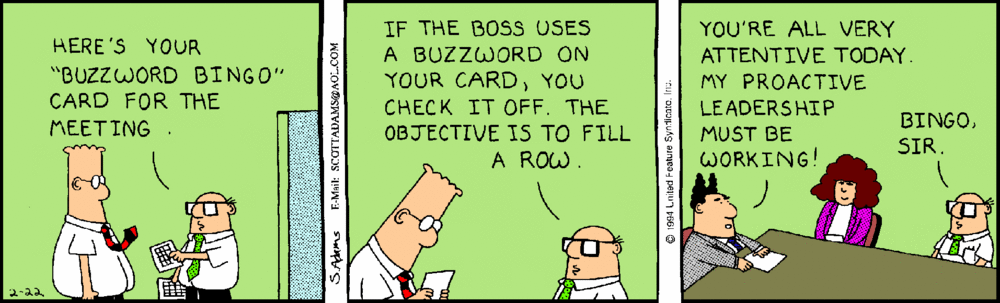 HERE'S YOUR
"BUZZWORD BINGO"
CARD FOR THE
MEETING.
2-22
S. Adams E-Mail: SCOTTADAMS@AOL.COM
IF THE BOSS USES
A BUZZWORD ON
YOUR CARD, YOU
CHECK IT OFF. THE
OBJECTIVE IS TO FILL
A ROW.
© 1994 United Feature Syndicate, Inc.
YOU'RE ALL VERY
ATTENTIVE TODAY.
MY PROACTIVE
LEADERSHIP
MUST BE
WORKING!
BINGO,
SIR.